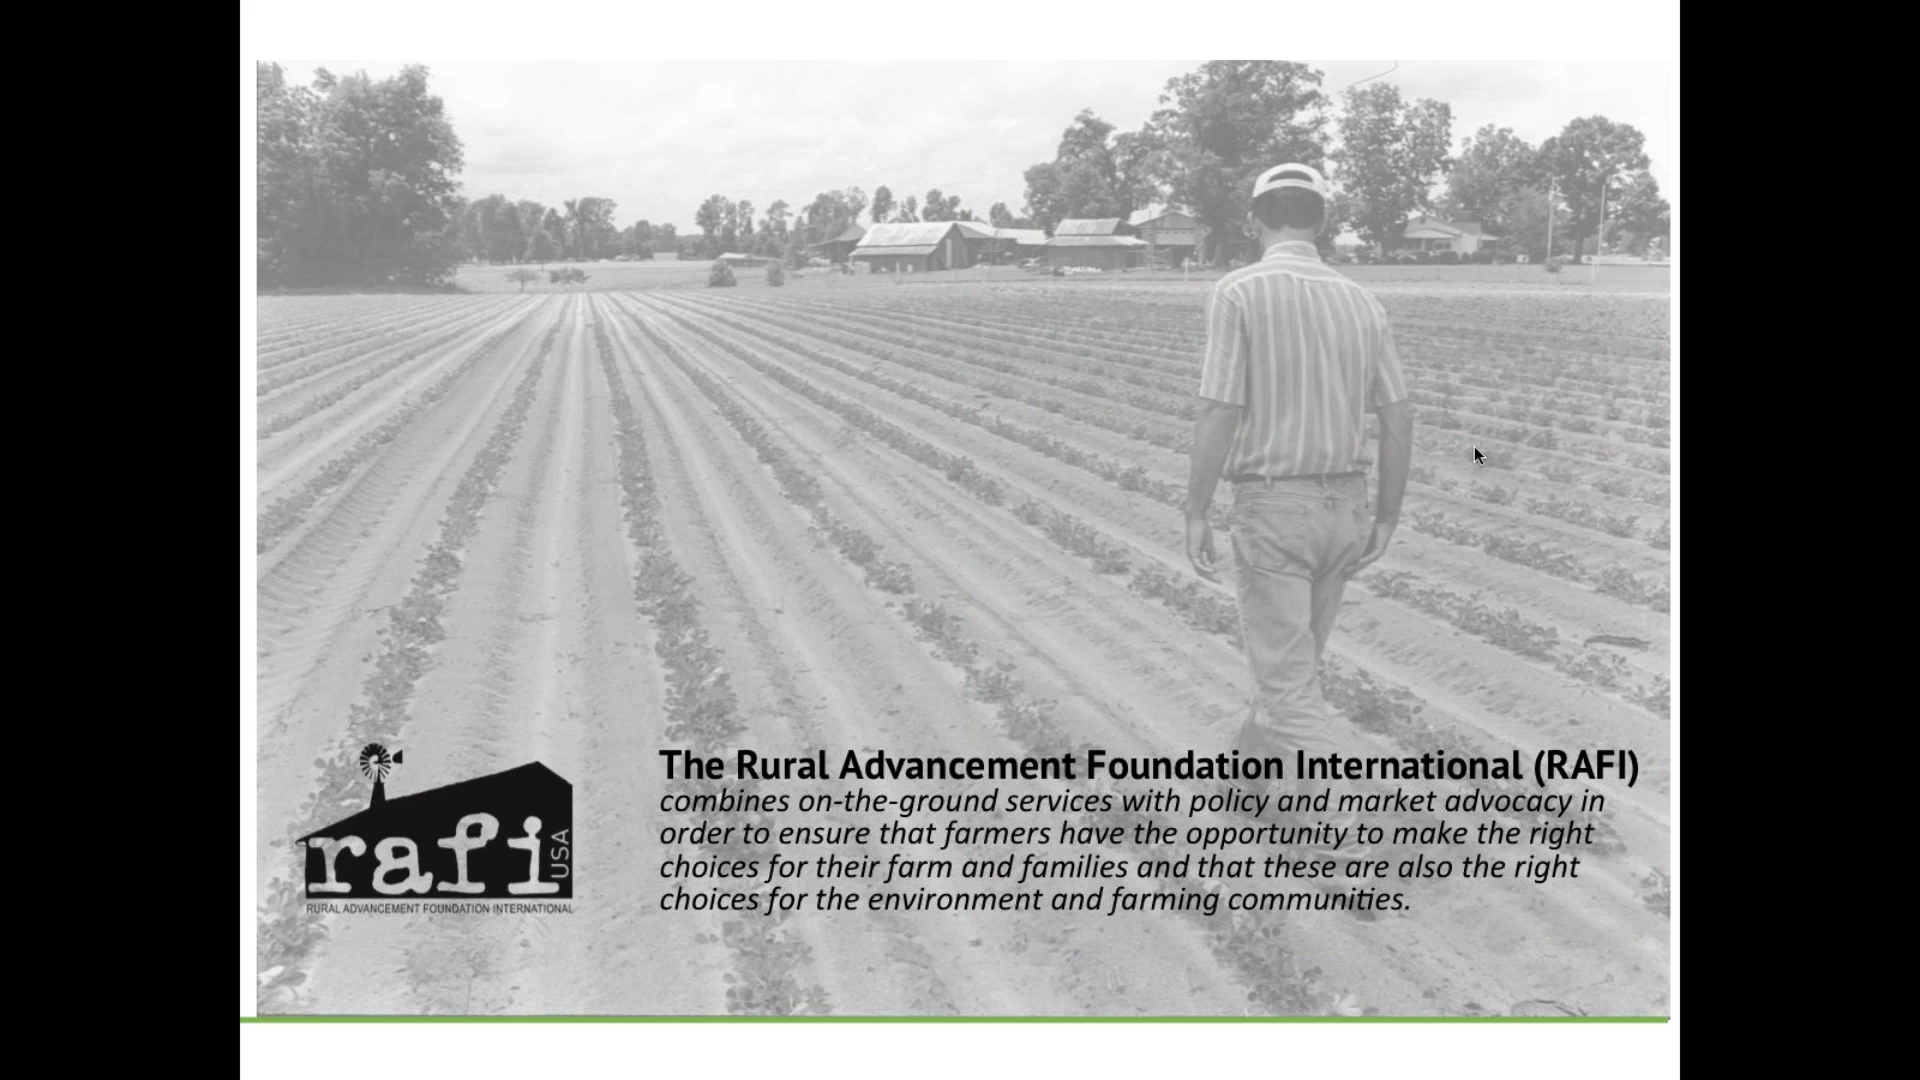 The Rural Advancement Foundation International (RAFI)
combines on-the-ground services with policy and market advocacy in
order to ensure that farmers have the opportunity to make the right
choices for their farm and families and that these are also the right
choices for the environment and farming communities.
rafi USA
RURAL ADVANCEMENT FOUNDATION INTERNATIONAL